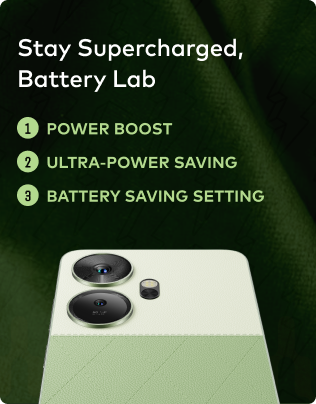 Stay Supercharged,
Battery Lab
1 POWER BOOST
2 ULTRA-POWER SAVING
3 BATTERY SAVING SETTING